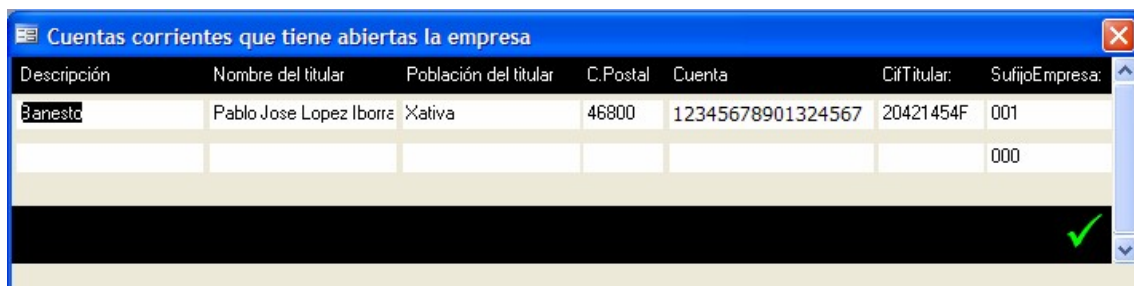 Cuentas corrientes que tiene abiertas la empresa
Descripción Nombre del titular Población del titular C.Postal Cuenta CifTitular: SufijoEmpresa:
Banesto Pablo Jose Lopez Iborra Xativa 46800 12345678901324567 20421454F 001
000